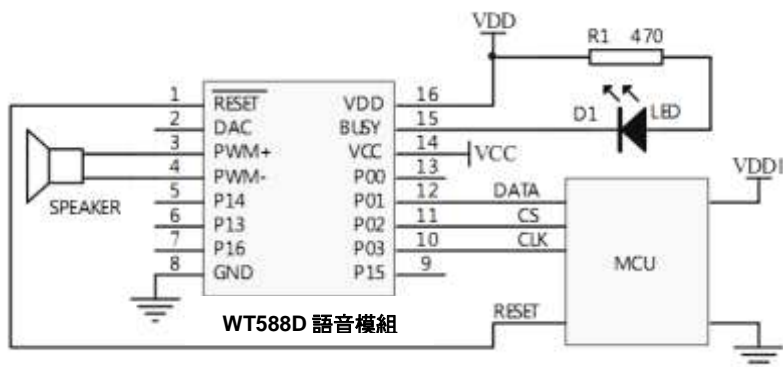 VDD
R1 470
D1 LED
1 RESET VDD 16
2 DAC BUSY 15
3 PWM+ VCC 14 VCC
4 PWM- P00 13
5 P14 P01 12 DATA
6 P13 P02 11 CS
7 P16 P03 10 CLK
8 GND P15 9
SPEAKER
VDD1
MCU
RESET
WT588D 語音模組